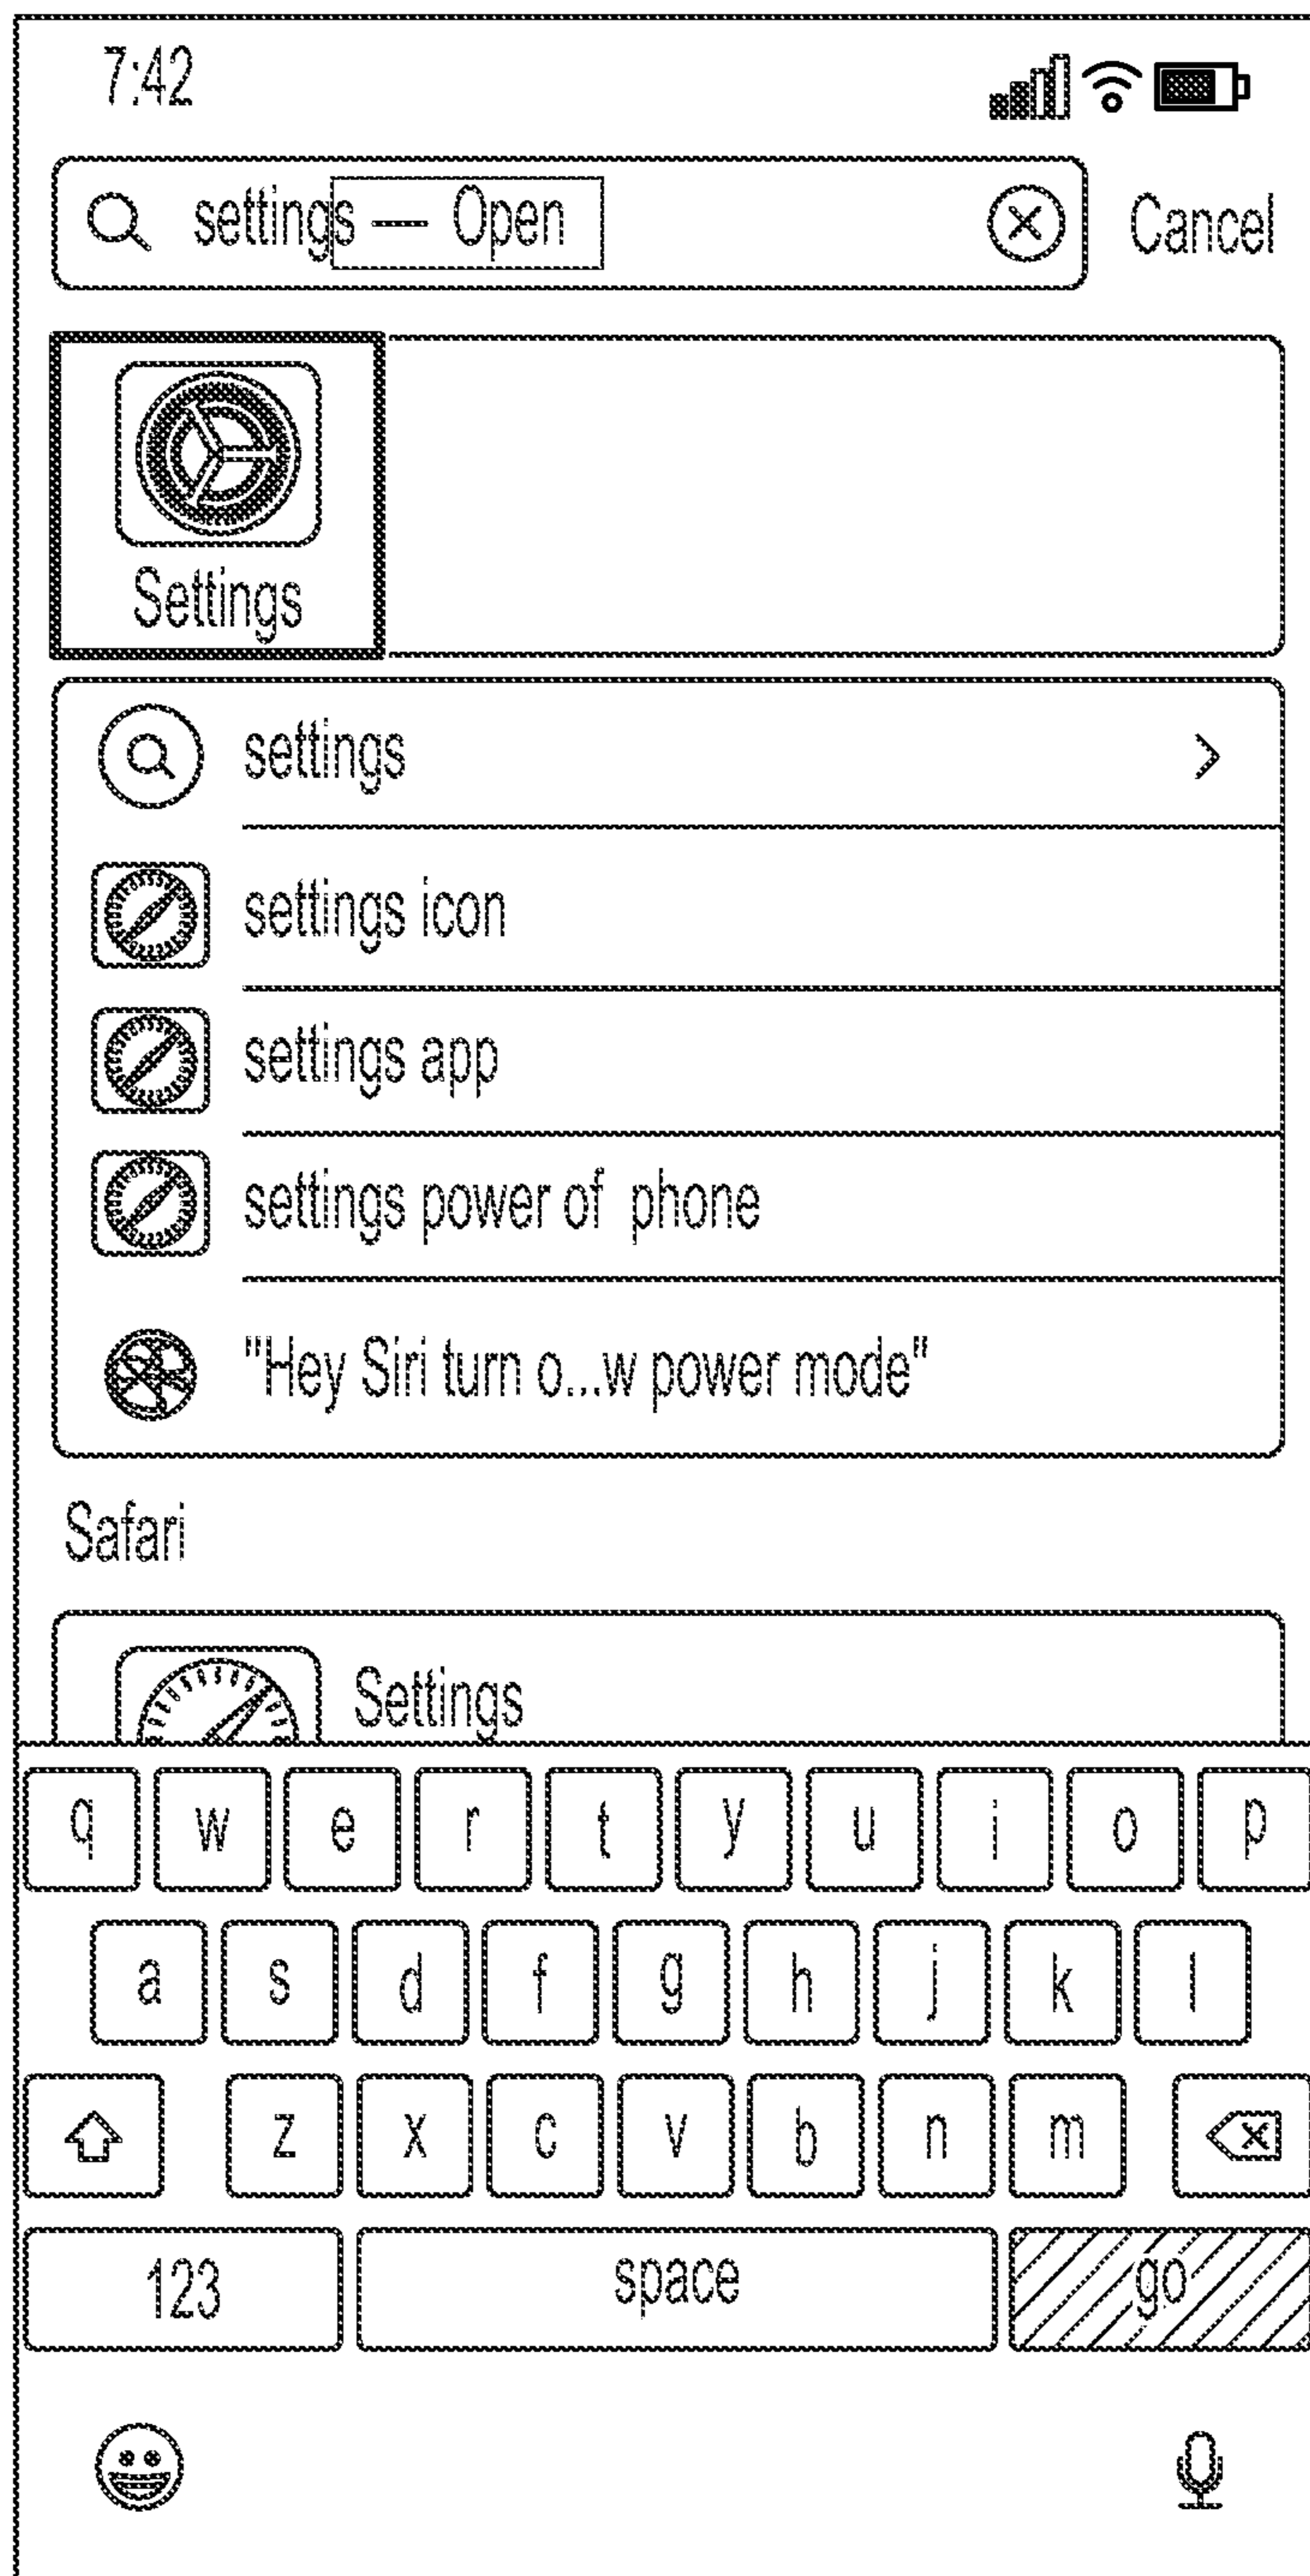 7:42
settings — Open
Cancel
Settings
settings
settings icon
settings app
settings power of phone
"Hey Siri turn o...w power mode"
Safari
Settings
q w e r t y u i o p
a s d f g h j k l
z x c v b n m
123 space go